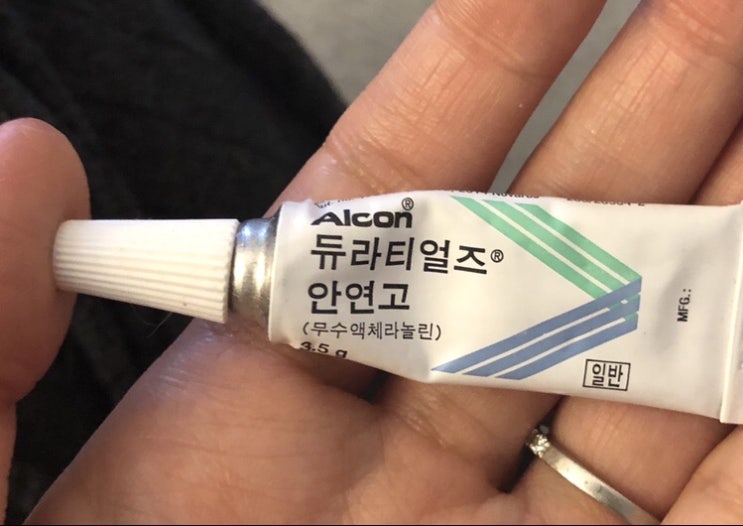 Alcon®
듀라티얼즈®
안연고
(무수액체라놀린)
3.5 g
일반
MFG.: